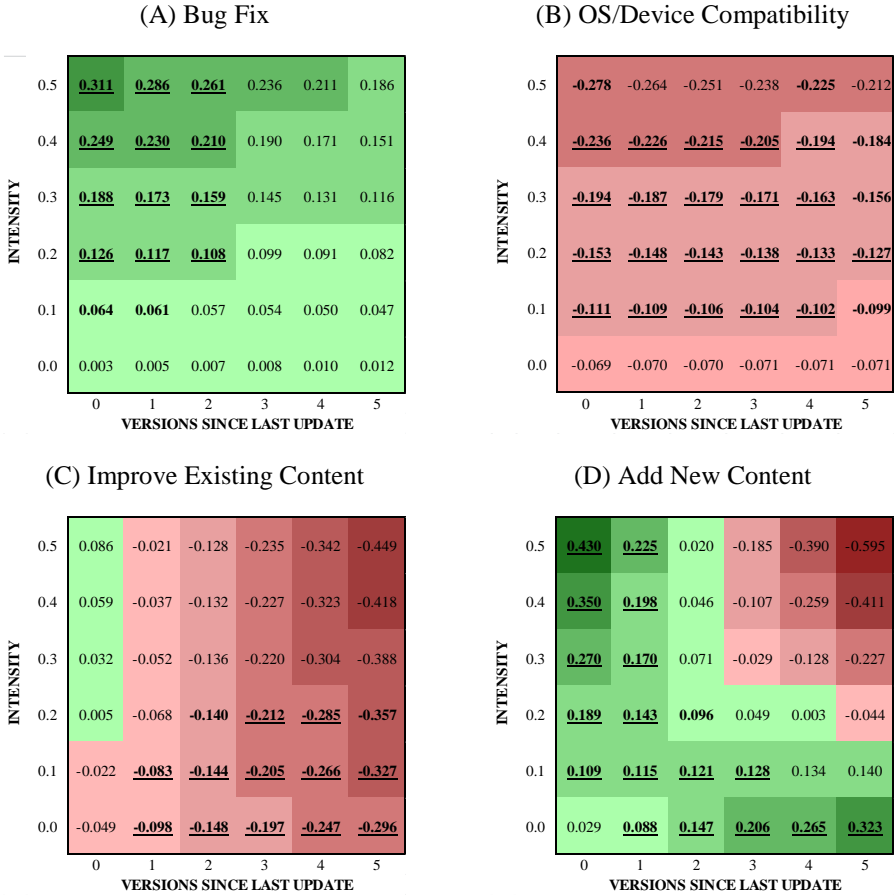 (A) Bug Fix
INTENSITY
0.5 0.311 0.286 0.261 0.236 0.211 0.186
0.4 0.249 0.230 0.210 0.190 0.171 0.151
0.3 0.188 0.173 0.159 0.145 0.131 0.116
0.2 0.126 0.117 0.108 0.099 0.091 0.082
0.1 0.064 0.061 0.057 0.054 0.050 0.047
0.0 0.003 0.005 0.007 0.008 0.010 0.012
0 1 2 3 4 5
VERSIONS SINCE LAST UPDATE
(B) OS/Device Compatibility
INTENSITY
0.5 -0.278 -0.264 -0.251 -0.238 -0.225 -0.212
0.4 -0.236 -0.226 -0.215 -0.205 -0.194 -0.184
0.3 -0.194 -0.187 -0.179 -0.171 -0.163 -0.156
0.2 -0.153 -0.148 -0.143 -0.138 -0.133 -0.127
0.1 -0.111 -0.109 -0.106 -0.104 -0.102 -0.099
0.0 -0.069 -0.070 -0.070 -0.071 -0.071 -0.071
0 1 2 3 4 5
VERSIONS SINCE LAST UPDATE
(C) Improve Existing Content
INTENSITY
0.5 0.086 -0.021 -0.128 -0.235 -0.342 -0.449
0.4 0.059 -0.037 -0.132 -0.227 -0.323 -0.418
0.3 0.032 -0.052 -0.136 -0.220 -0.304 -0.388
0.2 0.005 -0.068 -0.140 -0.212 -0.285 -0.357
0.1 -0.022 -0.083 -0.144 -0.205 -0.266 -0.327
0.0 -0.049 -0.098 -0.148 -0.197 -0.247 -0.296
0 1 2 3 4 5
VERSIONS SINCE LAST UPDATE
(D) Add New Content
INTENSITY
0.5 0.430 0.225 0.020 -0.185 -0.390 -0.595
0.4 0.350 0.198 0.046 -0.107 -0.259 -0.411
0.3 0.270 0.170 0.071 -0.029 -0.128 -0.227
0.2 0.189 0.143 0.096 0.049 0.003 -0.044
0.1 0.109 0.115 0.121 0.128 0.134 0.140
0.0 0.029 0.088 0.147 0.206 0.265 0.323
0 1 2 3 4 5
VERSIONS SINCE LAST UPDATE